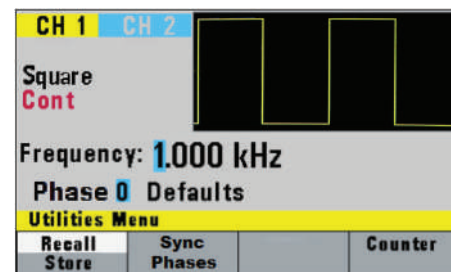 CH 1 CH 2
Square
Cont
Frequency: 1.000 kHz
Phase 0 Defaults
Utilities Menu
Recall Sync Counter
Store Phases